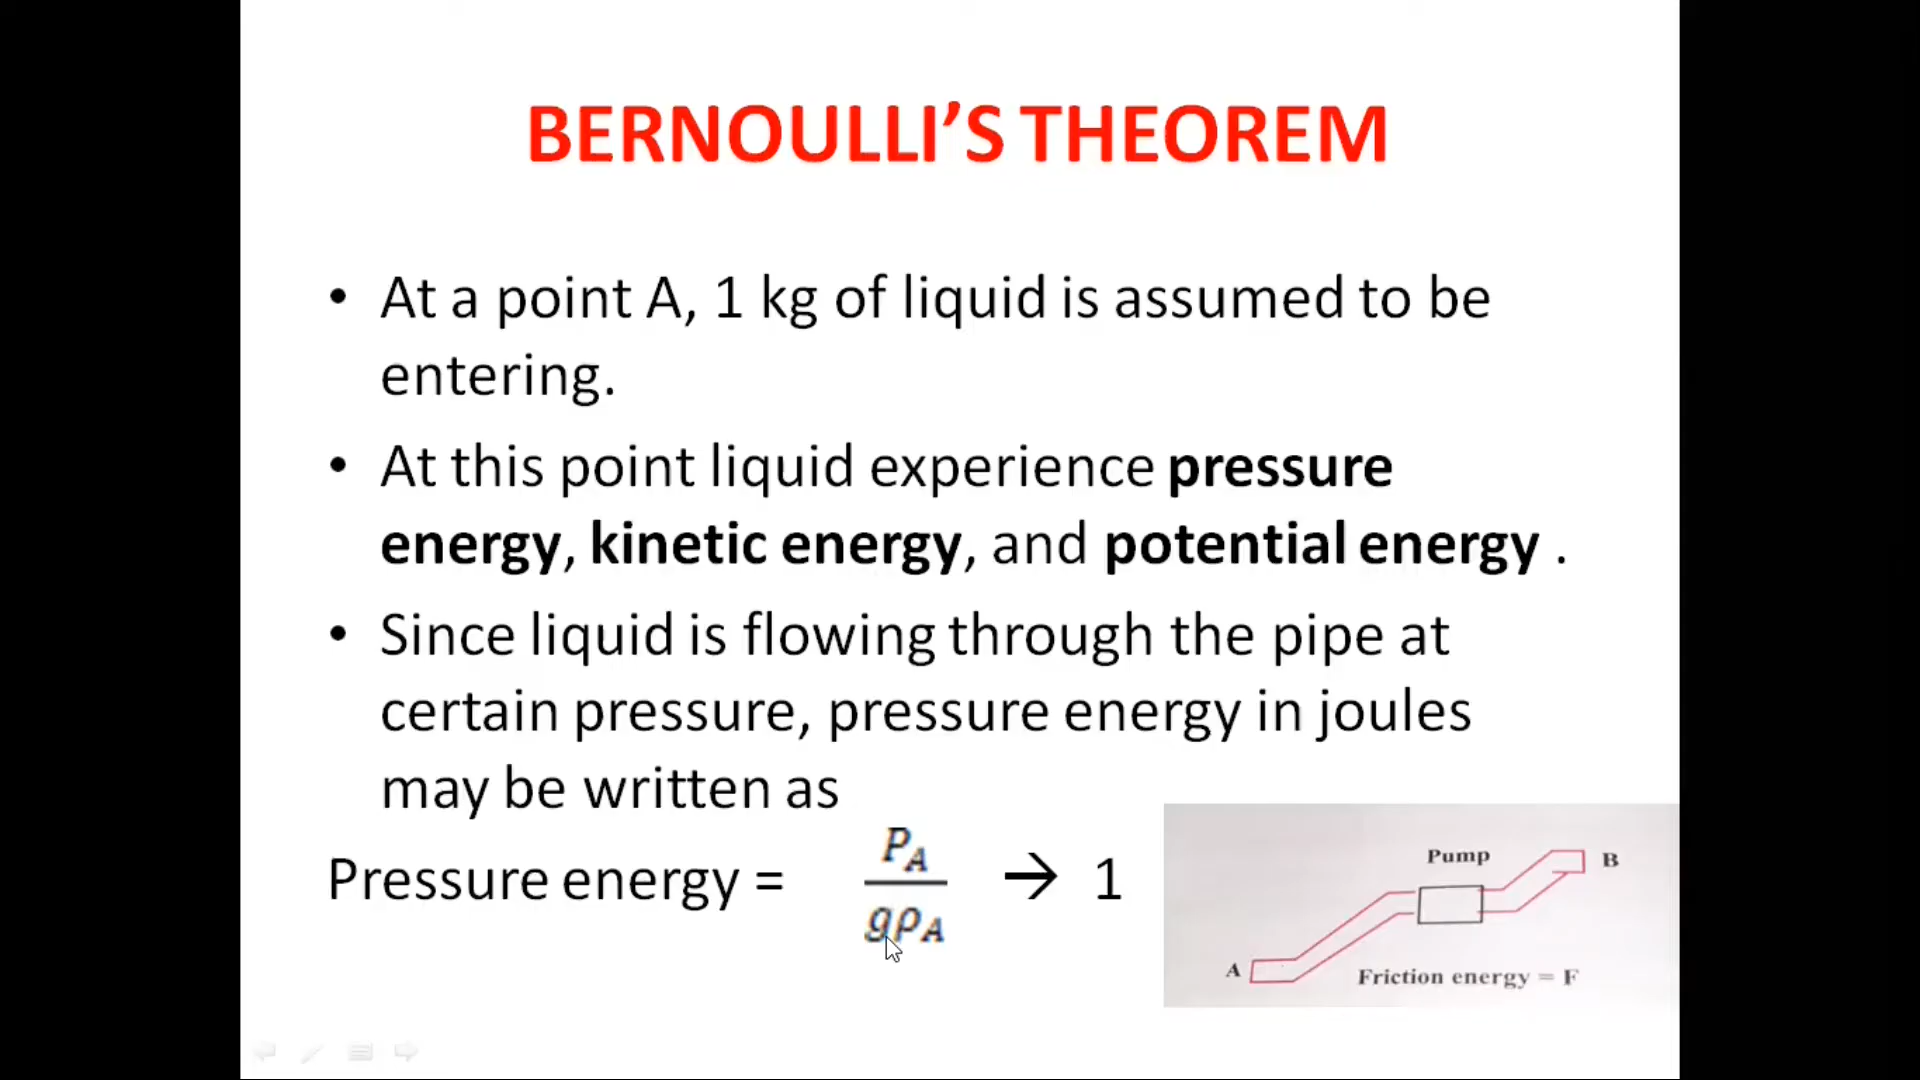 BERNOULLI’S THEOREM
• At a point A, 1 kg of liquid is assumed to be
entering.
• At this point liquid experience pressure
energy, kinetic energy, and potential energy .
• Since liquid is flowing through the pipe at
certain pressure, pressure energy in joules
may be written as
Pressure energy = P_A / gρ_A → 1
Pump
B
A
Friction energy = F